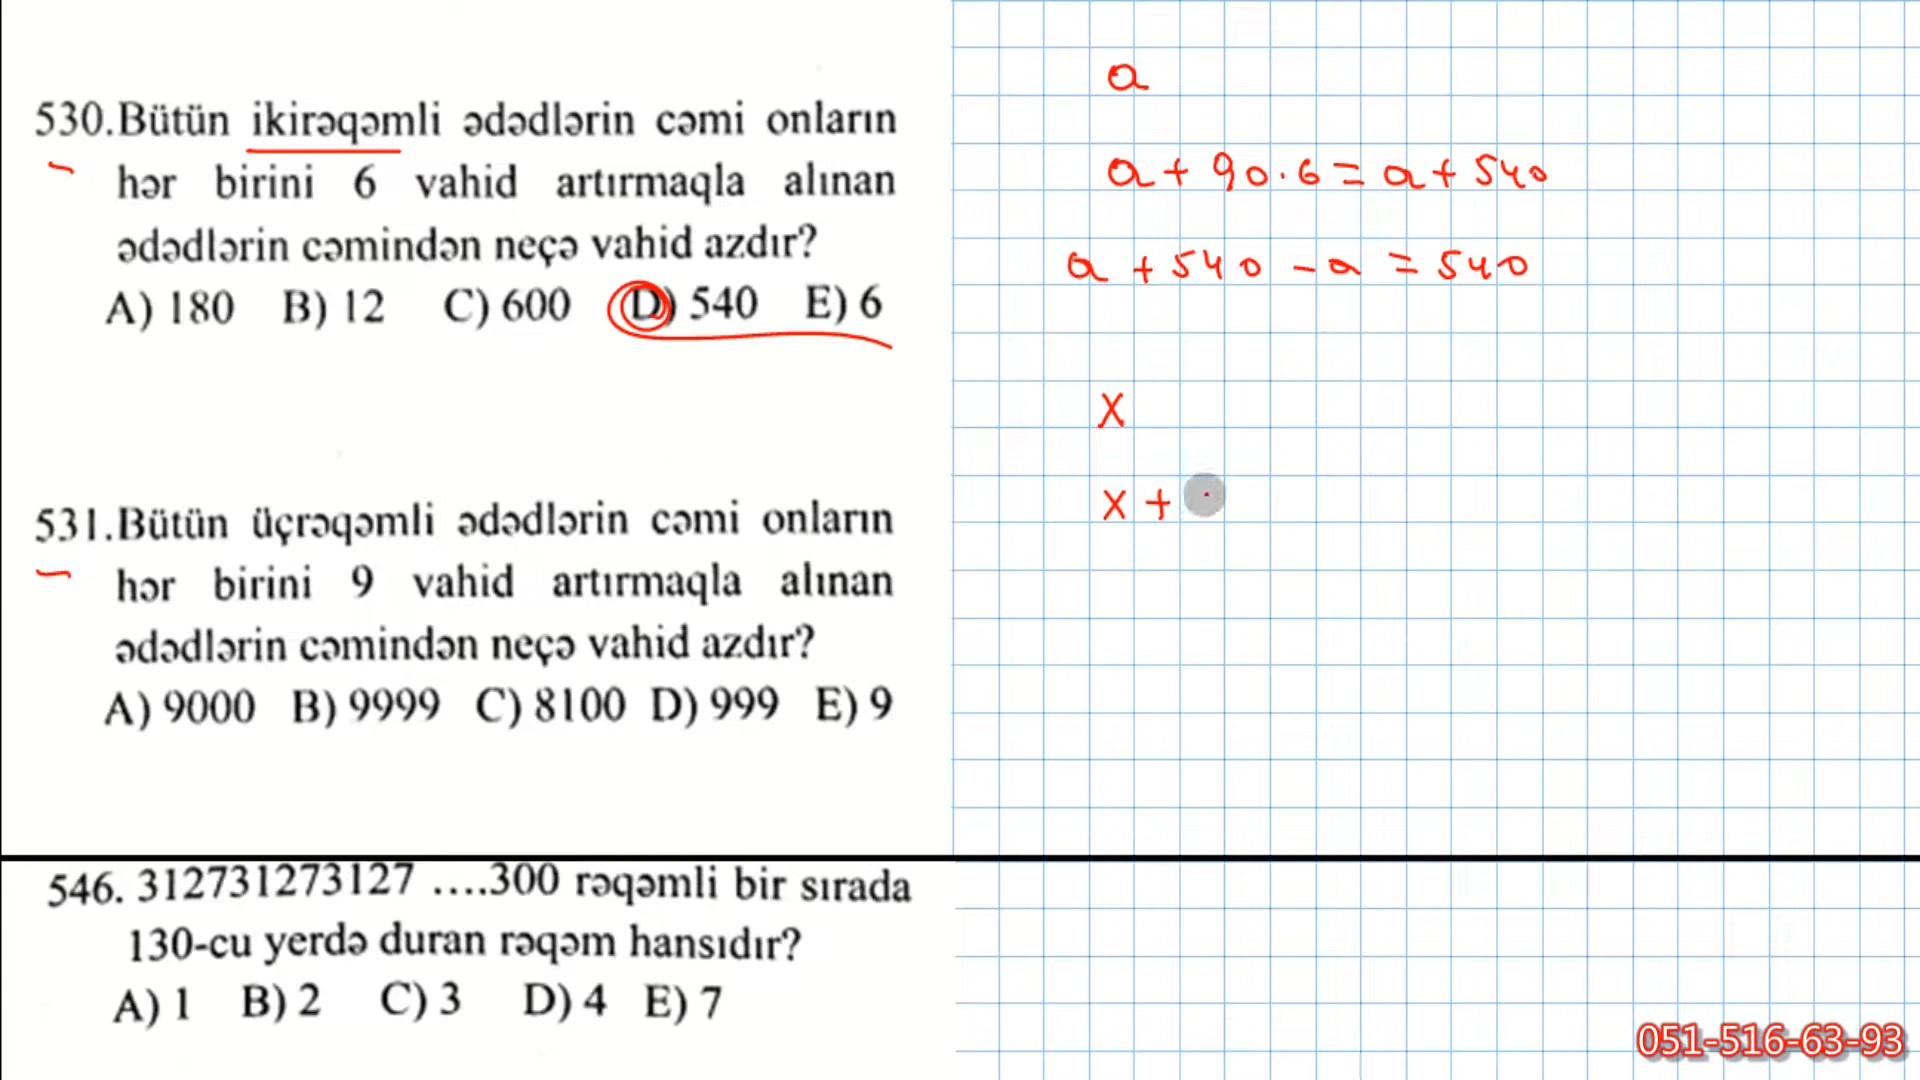 530.Bütün ikirəqəmli ədədlərin cəmi onların
hər birini 6 vahid artırmaqla alınan
ədədlərin cəmindən neçə vahid azdır?
A) 180 B) 12 C) 600 D) 540 E) 6
531.Bütün üçrəqəmli ədədlərin cəmi onların
hər birini 9 vahid artırmaqla alınan
ədədlərin cəmindən neçə vahid azdır?
A) 9000 B) 9999 C) 8100 D) 999 E) 9
546. 312731273127 ....300 rəqəmli bir sırada
130-cu yerdə duran rəqəm hansıdır?
A) 1 B) 2 C) 3 D) 4 E) 7
a
a + 90 . 6 = a + 540
a + 540 - a = 540
x
x +
051-516-63-93